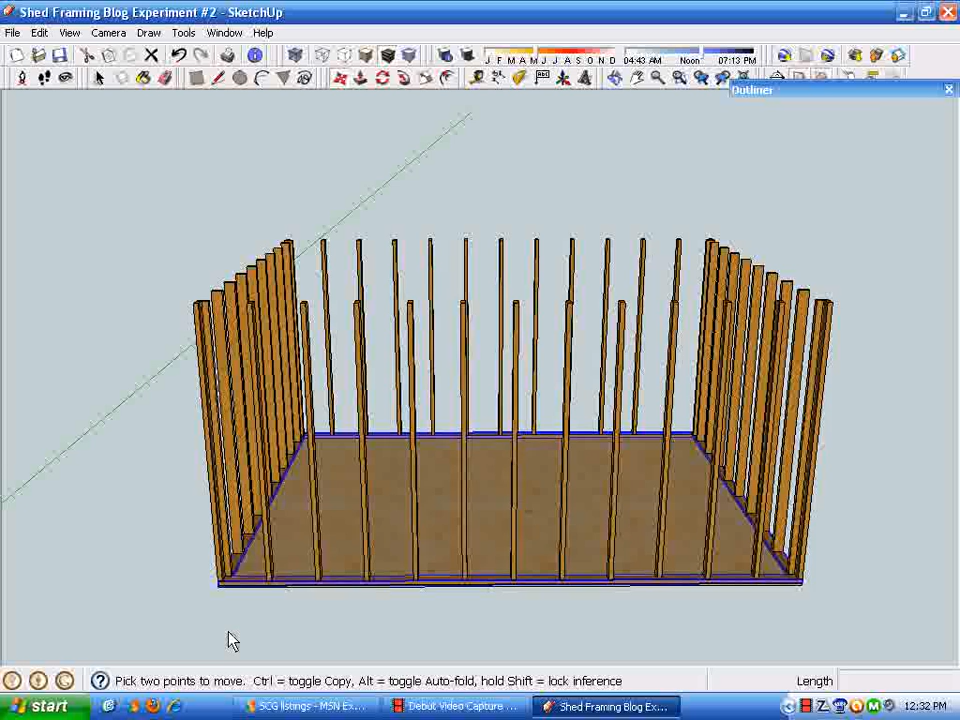 Shed Framing Blog Experiment #2 - SketchUp
File Edit View Camera Draw Tools Window Help
J F M A M J J A S O N D 04:43 AM Noon 07:13 PM
Outliner
Pick two points to move. Ctrl = toggle Copy, Alt = toggle Auto-fold, hold Shift = lock inference Length
start SCG listings - MSN Ex... Debut Video Capture ... Shed Framing Blog Ex... 12:32 PM